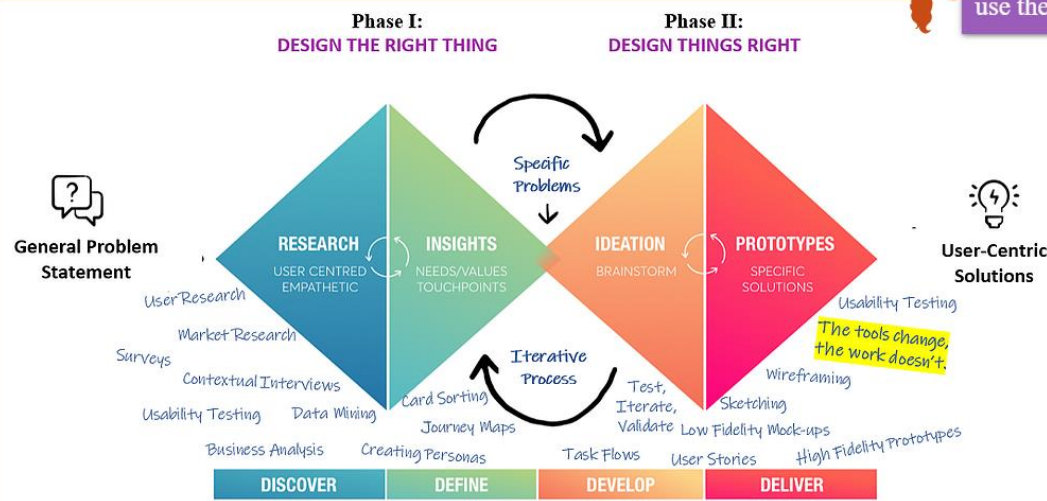 use the
Phase I:
DESIGN THE RIGHT THING
Phase II:
DESIGN THINGS RIGHT
Specific
Problems
?
General Problem
Statement
RESEARCH
USER CENTRED
EMPATHETIC
INSIGHTS
NEEDS/VALUES
TOUCHPOINTS
IDEATION
BRAINSTORM
PROTOTYPES
SPECIFIC
SOLUTIONS
User-Centric
Solutions
User Research
Market Research
Surveys
Contextual Interviews
Usability Testing
Data Mining
Business Analysis
Card Sorting
Journey Maps
Creating Personas
Iterative
Process
Test,
Iterate,
Validate
Task Flows
Usability Testing
The tools change,
the work doesn't.
Wireframing
Sketching
Low Fidelity Mock-ups
User Stories
High Fidelity Prototypes
DISCOVER
DEFINE
DEVELOP
DELIVER